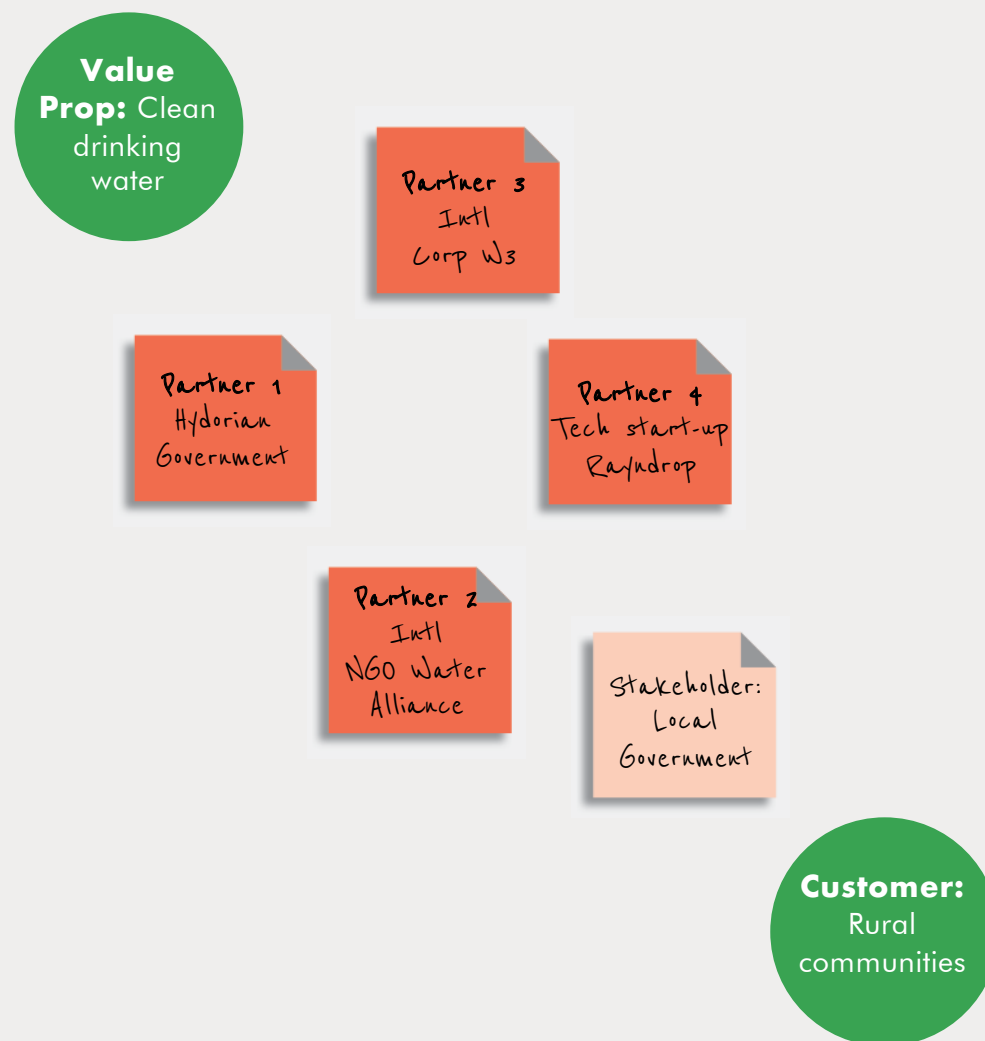 Value
Prop: Clean
drinking
water
Partner 3
Intl
Corp W3
Partner 1
Hydorian
Government
Partner 4
Tech start-up
Rayndrop
Partner 2
Intl
NGO Water
Alliance
Stakeholder:
Local
Government
Customer:
Rural
communities